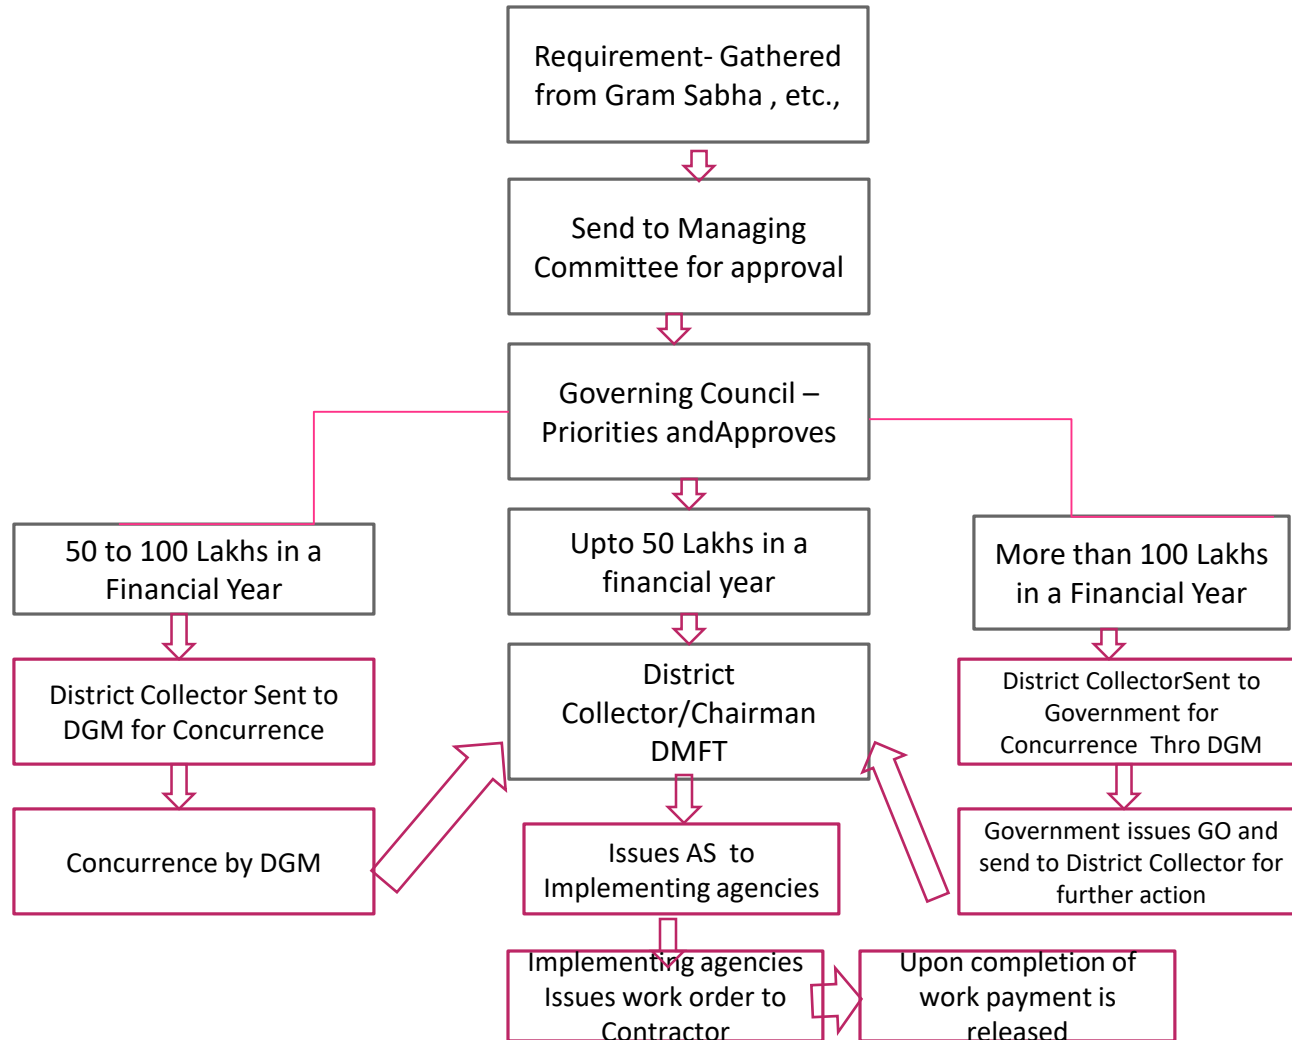 Requirement- Gathered
from Gram Sabha , etc.,
Send to Managing
Committee for approval
Governing Council –
Priorities andApproves
50 to 100 Lakhs in a
Financial Year
Upto 50 Lakhs in a
financial year
More than 100 Lakhs
in a Financial Year
District Collector Sent to
DGM for Concurrence
District
Collector/Chairman
DMFT
District CollectorSent to
Government for
Concurrence Thro DGM
Concurrence by DGM
Issues AS to
Implementing agencies
Government issues GO and
send to District Collector for
further action
Implementing agencies
Issues work order to
Contractor
Upon completion of
work payment is
released